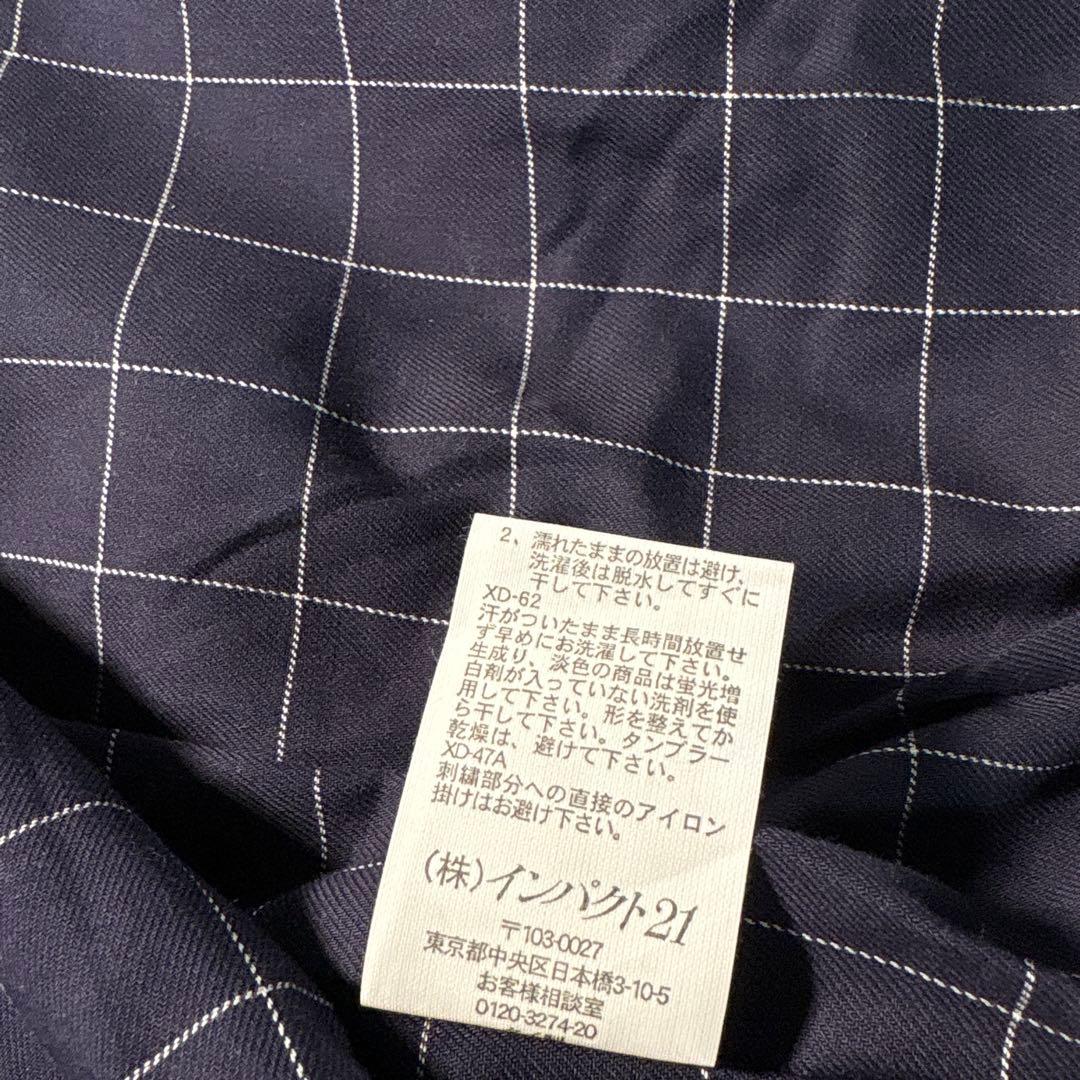 2、濡れたままの放置は避け、
洗濯後は脱水してすぐに
干して下さい。
XD-62
汗がついたまま長時間放置せ
ず早めにお洗濯して下さい。
生成り、淡色の商品は蛍光増
白剤が入っていない洗剤を使
用して下さい。形を整えてか
ら干して下さい。タンブラー
乾燥は、避けて下さい。
XD-47A
刺繍部分への直接のアイロン
掛けはお避け下さい。
(株)インパクト21
〒103-0027
東京都中央区日本橋3-10-5
お客様相談室
0120-3274-20